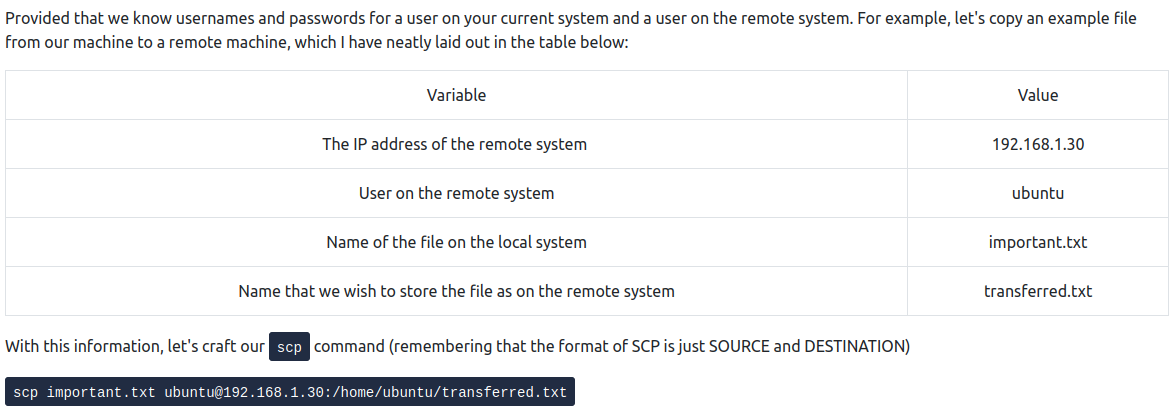 Provided that we know usernames and passwords for a user on your current system and a user on the remote system. For example, let's copy an example file
from our machine to a remote machine, which I have neatly laid out in the table below:
Variable Value
The IP address of the remote system 192.168.1.30
User on the remote system ubuntu
Name of the file on the local system important.txt
Name that we wish to store the file as on the remote system transferred.txt
With this information, let's craft our scp command (remembering that the format of SCP is just SOURCE and DESTINATION)
scp important.txt ubuntu@192.168.1.30:/home/ubuntu/transferred.txt